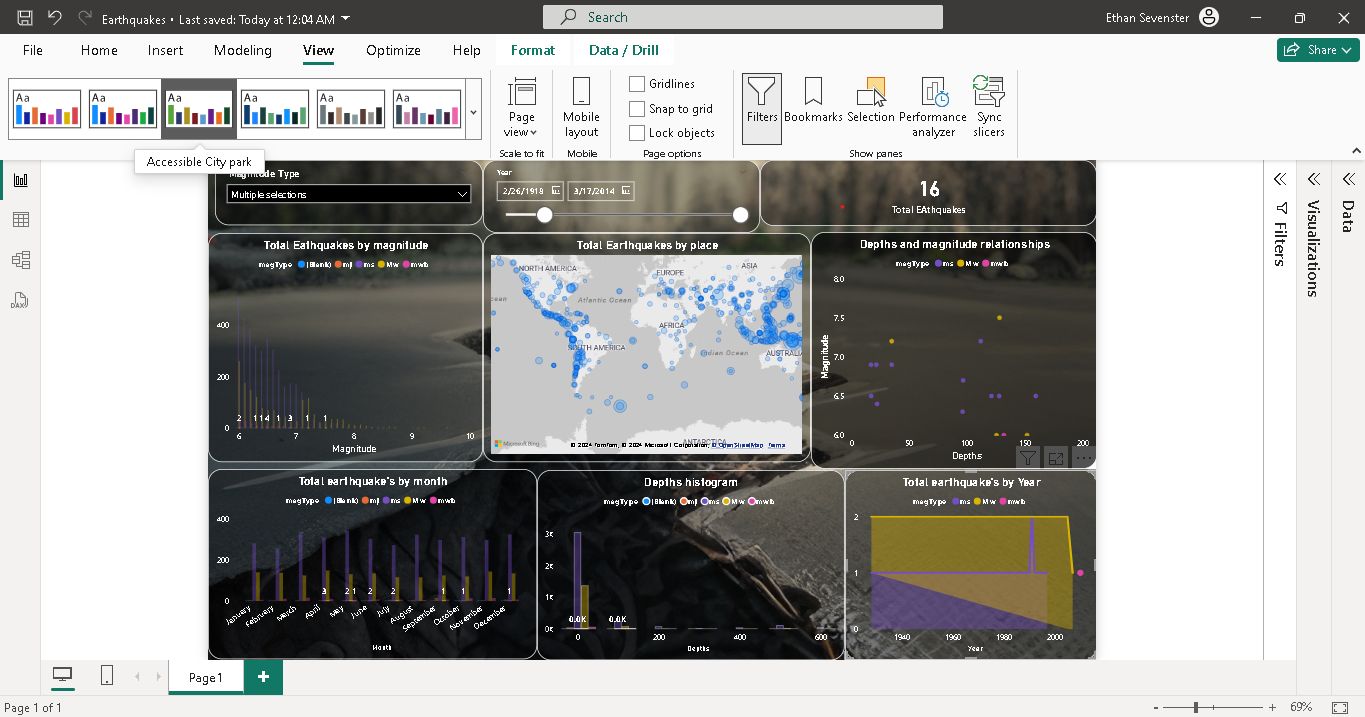 Earthquakes • Last saved: Today at 12:04 AM
Search
Ethan Sevenster
File Home Insert Modeling View Optimize Help Format Data / Drill
Share
Aa Aa Aa Aa Aa Aa
Page view
Mobile layout
Gridlines
Snap to grid
Lock objects
Filters
Bookmarks
Selection
Performance analyzer
Sync slicers
Scale to fit
Mobile
Page options
Show panes
Accessible City park
Magnitude Type
Multiple selections
Year
2/26/1918 3/17/2014
16
Total EAthquakes
Total Eathquakes by magnitude
magType (Blank) mj ms Mw mwb
400
200
0
2 1 1 4 1 3 1 1
6 7 8 9 10
Magnitude
Total Earthquakes by place
NORTH AMERICA
EUROPE
ASIA
cean
Atlantic Ocean
AFRICA
SOUTH AMERICA
Indian Ocean
AUSTRALIA
ANTARCTICA
Microsoft Bing
© 2024 TomTom, © 2024 Microsoft Corporation, © OpenStreetMap Terms
Depths and magnitude relationships
magType ms Mw mwb
8.0
7.5
7.0
6.5
6.0
Magnitude
0 50 100 150 200
Depths
Total earthquake's by month
magType (Blank) mj ms Mw mwb
400
200
0
3 2 1 2 2 1 1 1
January February March April May June July August September October November December
Month
Depths histogram
magType (Blank) mj ms Mw mwb
3K
2K
1K
0K
0.0K 0.0K
0 200 400 600
Depths
Total earthquake's by Year
magType ms Mw mwb
2
1
0
1940 1960 1980 2000
Year
Filters
Visualizations
Data
DAX
Page 1
Page 1 of 1
- + 69%